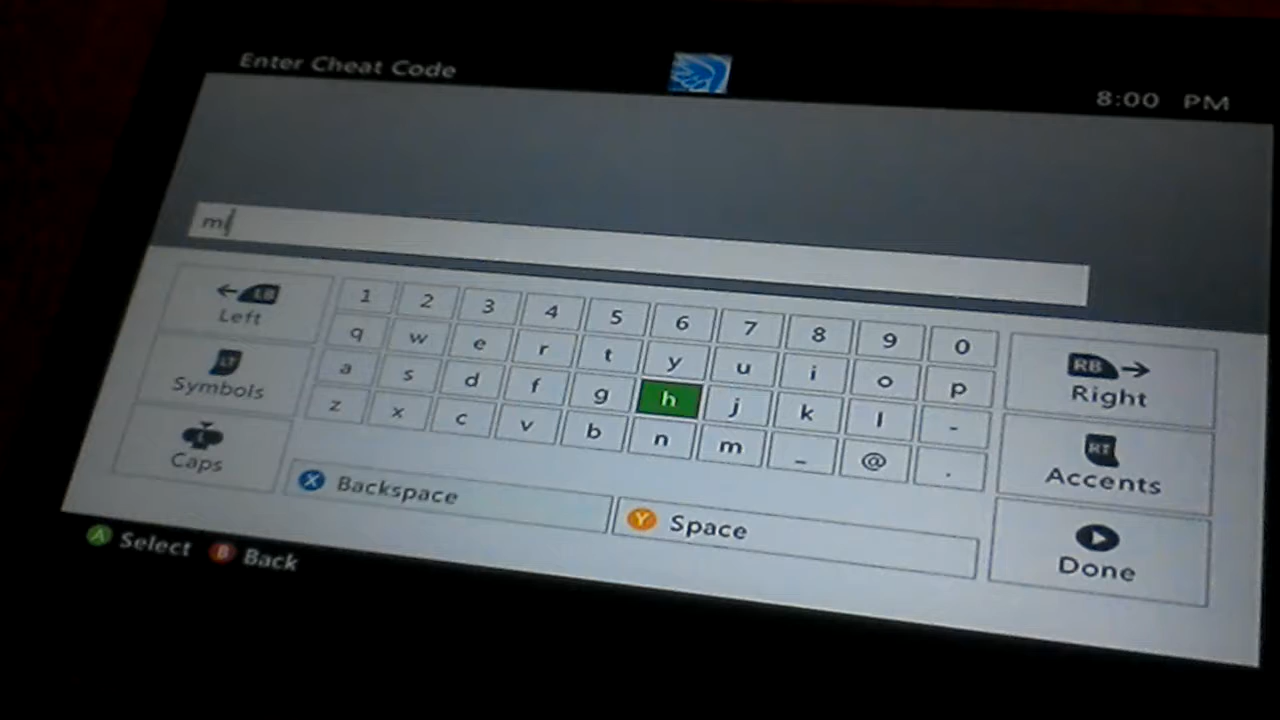 Enter Cheat Code
8:00 PM
m
LB
Left
1 2 3 4 5 6 7 8 9 0
q w e r t y u i o p
a s d f g h j k l -
z x c v b n m _ @ .
LT
Symbols
Caps
X Backspace
Y Space
RB
Right
RT
Accents
Done
A Select B Back